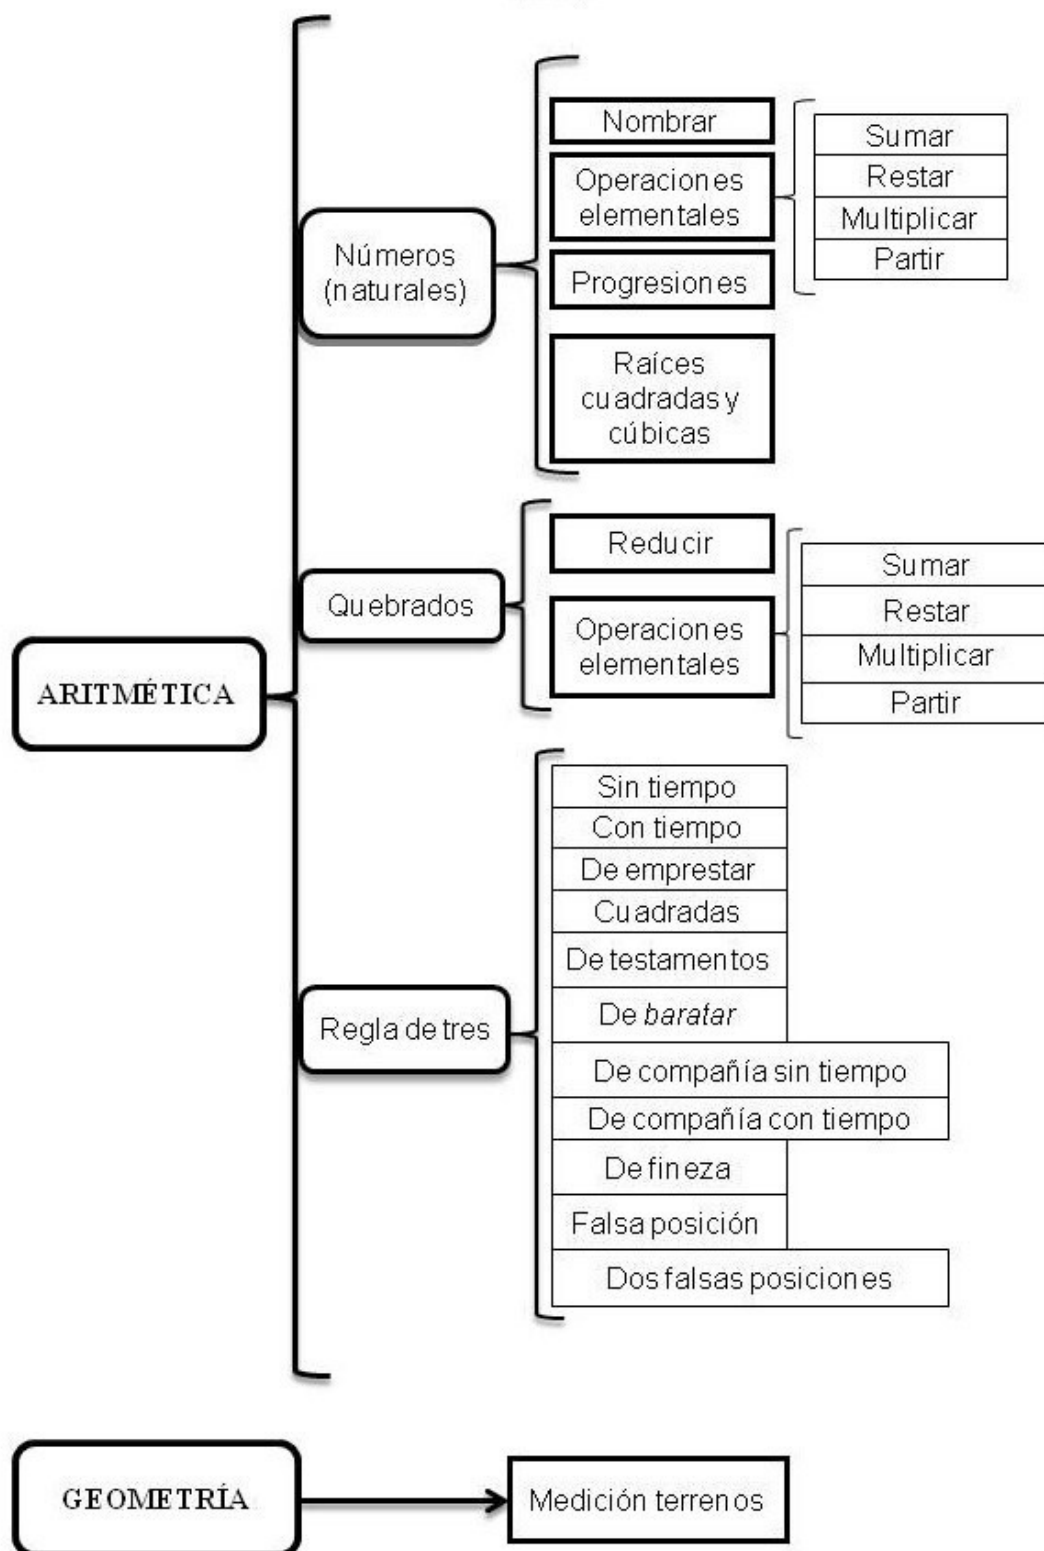 ARITMÉTICA
Números
(naturales)
Nombrar
Operaciones
elementales
Sumar
Restar
Multiplicar
Partir
Progresiones
Raíces
cuadradas y
cúbicas
Quebrados
Reducir
Operaciones
elementales
Sumar
Restar
Multiplicar
Partir
Regla de tres
Sin tiempo
Con tiempo
De emprestar
Cuadradas
De testamentos
De baratar
De compañía sin tiempo
De compañía con tiempo
De fineza
Falsa posición
Dos falsas posiciones
GEOMETRÍA
Medición terrenos